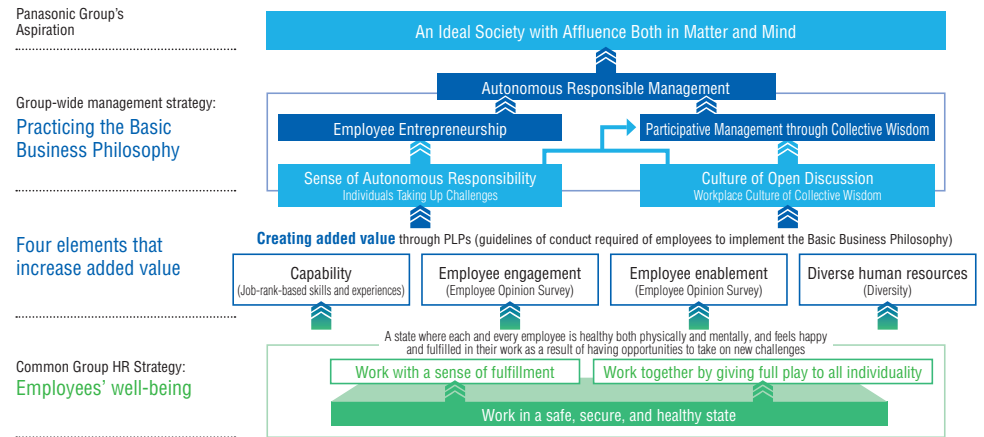 Panasonic Group's
Aspiration
An Ideal Society with Affluence Both in Matter and Mind
Autonomous Responsible Management
Group-wide management strategy:
Practicing the Basic
Business Philosophy
Employee Entrepreneurship
Participative Management through Collective Wisdom
Sense of Autonomous Responsibility
Individuals Taking Up Challenges
Culture of Open Discussion
Workplace Culture of Collective Wisdom
Four elements that
increase added value
Creating added value through PLPs (guidelines of conduct required of employees to implement the Basic Business Philosophy)
Capability
(Job-rank-based skills and experiences)
Employee engagement
(Employee Opinion Survey)
Employee enablement
(Employee Opinion Survey)
Diverse human resources
(Diversity)
Common Group HR Strategy:
Employees' well-being
A state where each and every employee is healthy both physically and mentally, and feels happy
and fulfilled in their work as a result of having opportunities to take on new challenges
Work with a sense of fulfillment
Work together by giving full play to all individuality
Work in a safe, secure, and healthy state